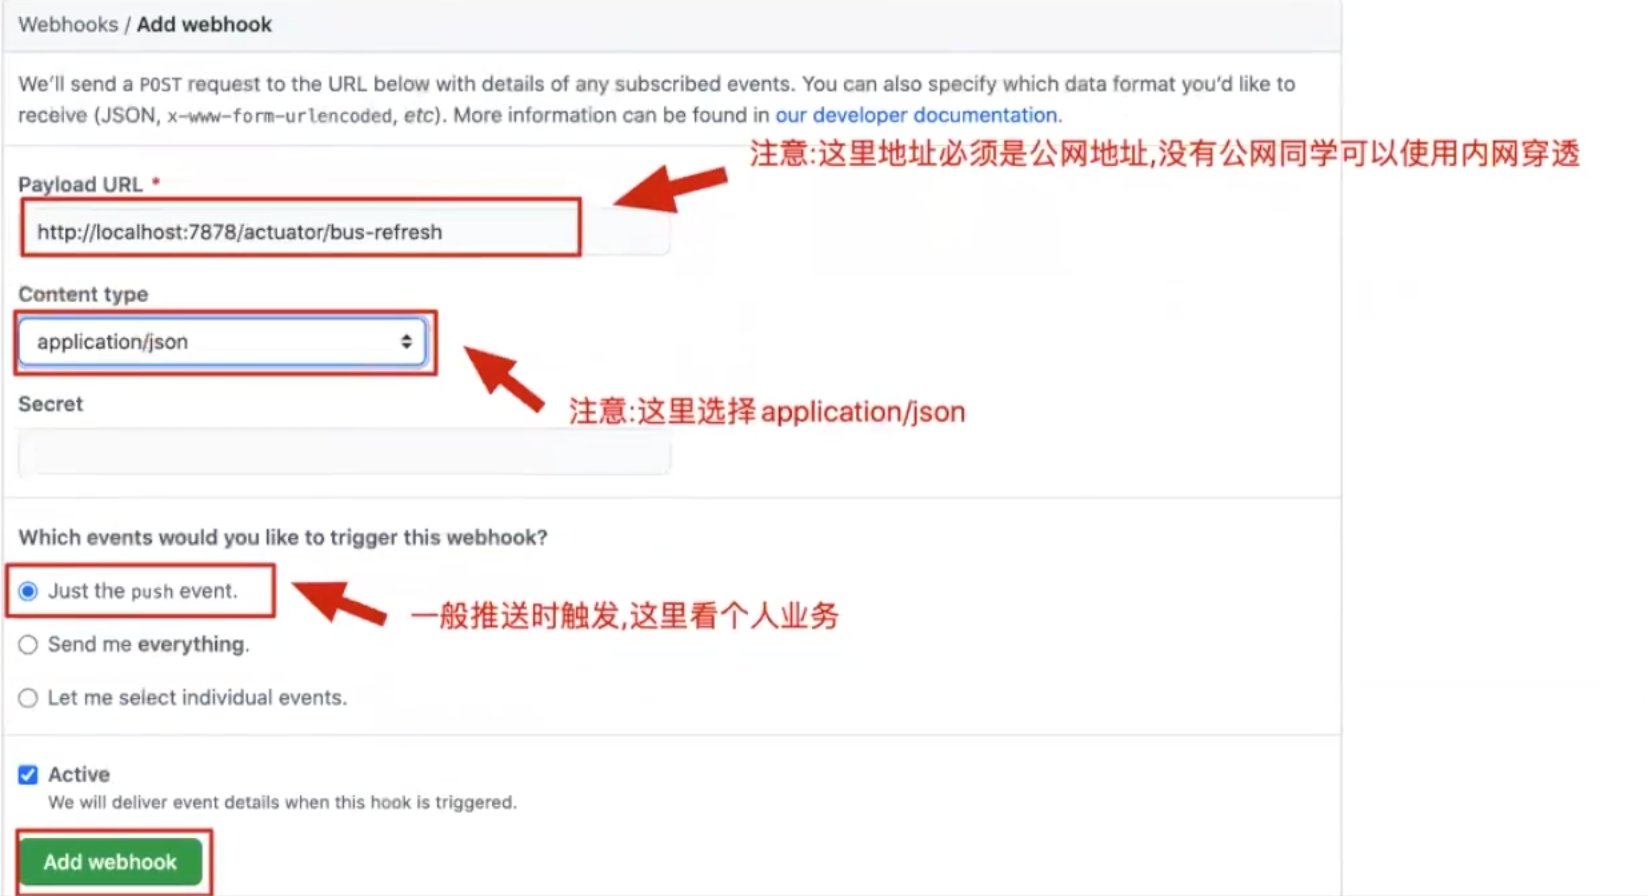 Webhooks / Add webhook
We'll send a POST request to the URL below with details of any subscribed events. You can also specify which data format you'd like to
receive (JSON, x-www-form-urlencoded, etc). More information can be found in our developer documentation.
注意:这里地址必须是公网地址,没有公网同学可以使用内网穿透
Payload URL *
http://localhost:7878/actuator/bus-refresh
Content type
application/json
注意:这里选择application/json
Secret
Which events would you like to trigger this webhook?
Just the push event.
一般推送时触发,这里看个人业务
Send me everything.
Let me select individual events.
Active
We will deliver event details when this hook is triggered.
Add webhook